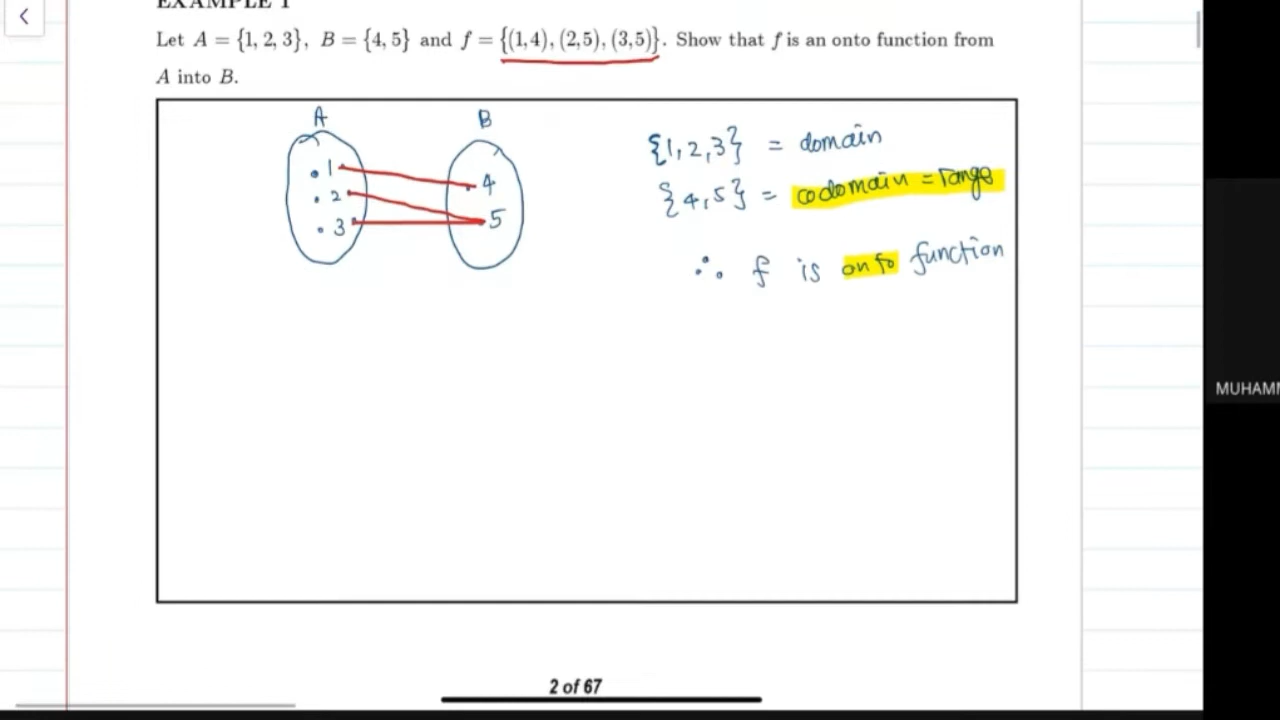 EXAMPLE 1
Let A = {1, 2, 3}, B = {4, 5} and f = {(1,4), (2,5), (3,5)}. Show that f is an onto function from
A into B.
A
B
{1, 2, 3} = domain
1
4
{4, 5} = codomain = range
2
5
3
∴ f is onto function
2 of 67
MUHAMM